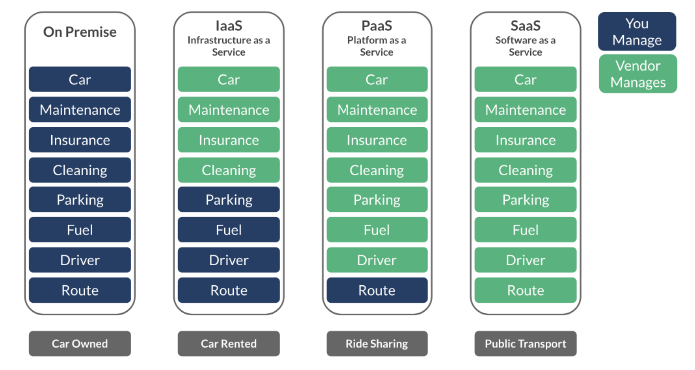 On Premise
Car
Maintenance
Insurance
Cleaning
Parking
Fuel
Driver
Route
Car Owned
IaaS
Infrastructure as a
Service
Car
Maintenance
Insurance
Cleaning
Parking
Fuel
Driver
Route
Car Rented
PaaS
Platform as a
Service
Car
Maintenance
Insurance
Cleaning
Parking
Fuel
Driver
Route
Ride Sharing
SaaS
Software as a
Service
Car
Maintenance
Insurance
Cleaning
Parking
Fuel
Driver
Route
Public Transport
You
Manage
Vendor
Manages